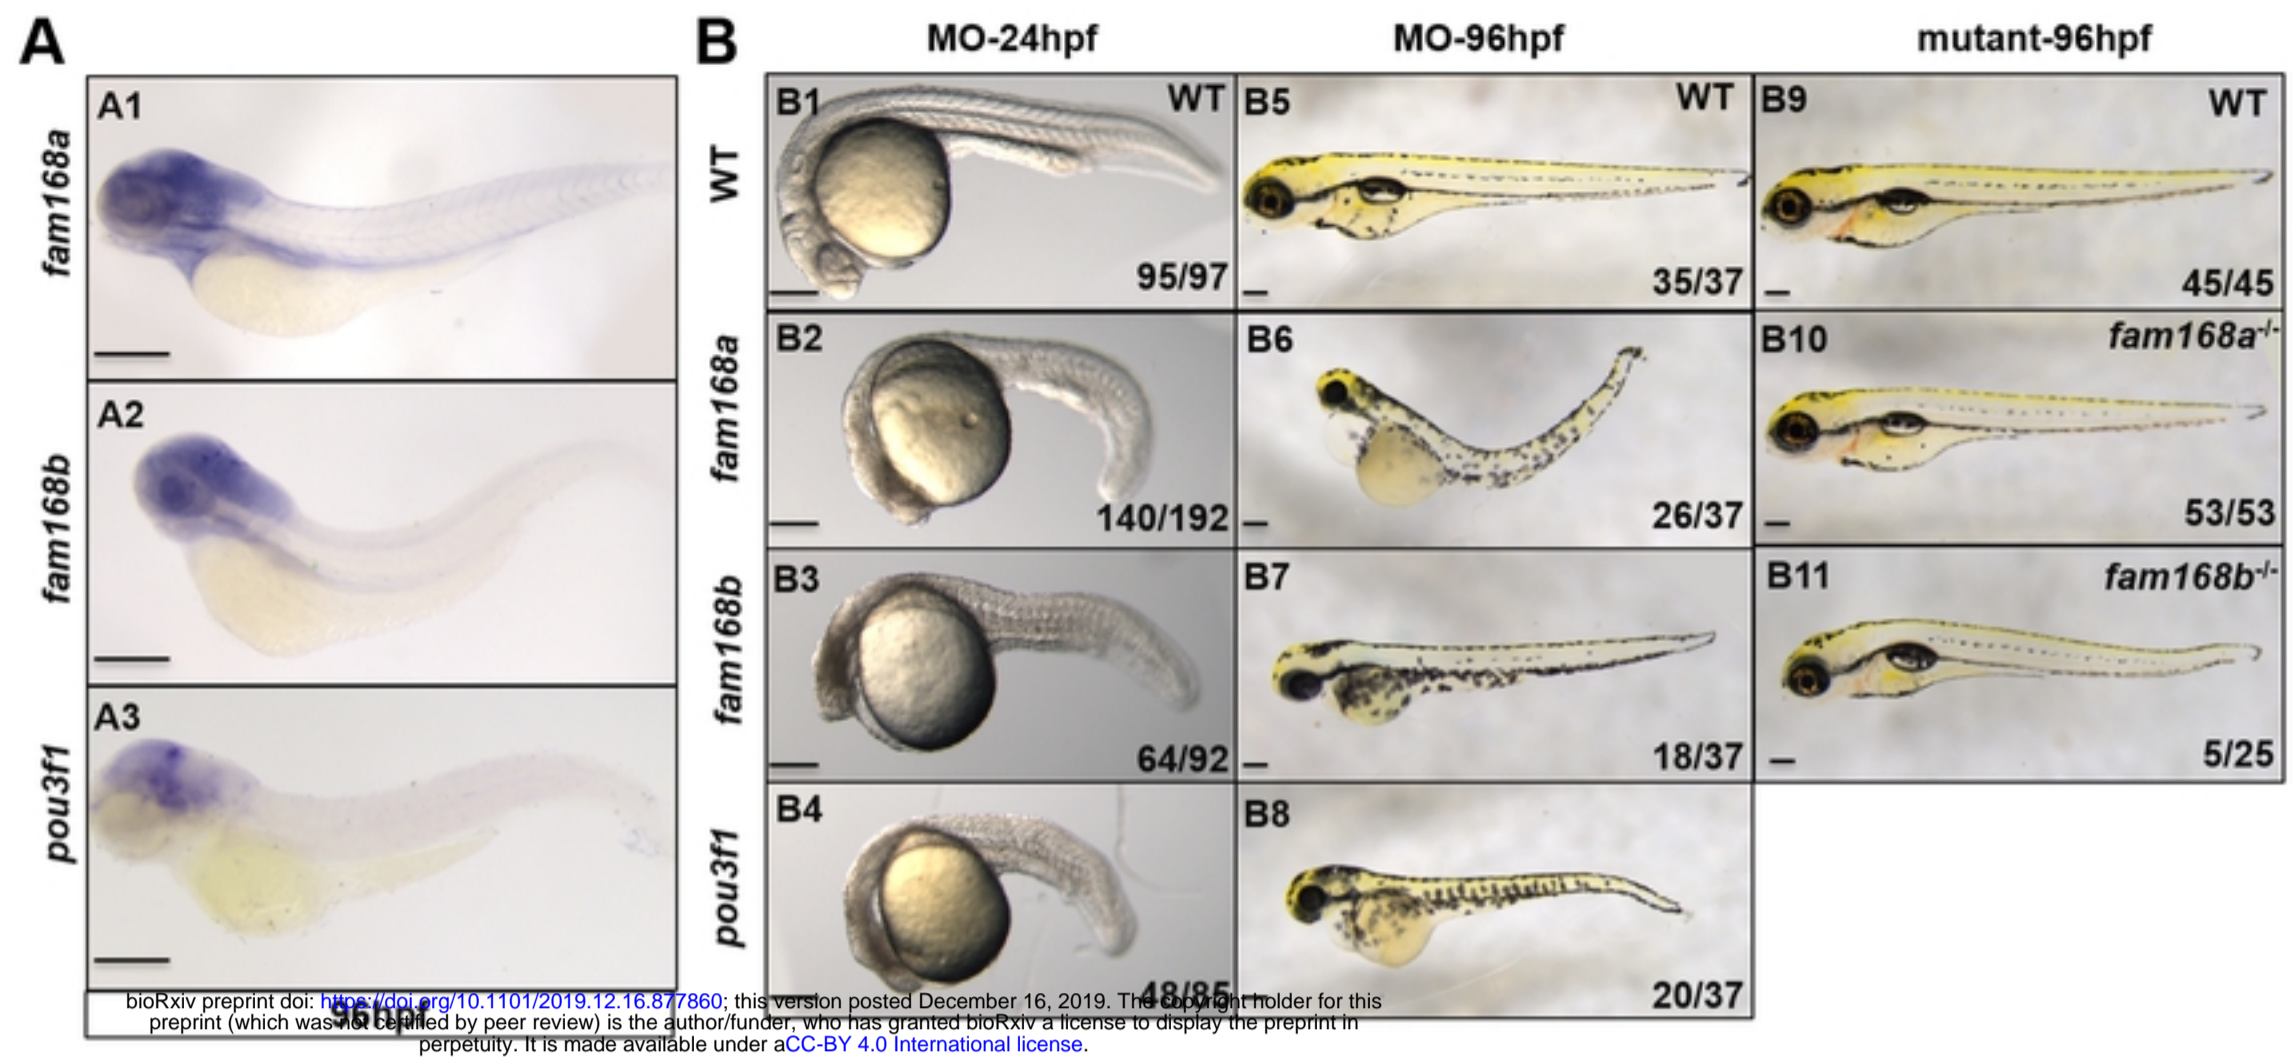 A
B
MO-24hpf
MO-96hpf
mutant-96hpf
fam168a
A1
fam168b
A2
pou3f1
A3
96hpf
WT
B1
WT
95/97
B5
WT
35/37
B9
WT
45/45
fam168a
B2
140/192
B6
26/37
B10
fam168a-/-
53/53
fam168b
B3
64/92
B7
18/37
B11
fam168b-/-
5/25
pou3f1
B4
48/85
B8
20/37
bioRxiv preprint doi: https://doi.org/10.1101/2019.12.16.877860; this version posted December 16, 2019. The copyright holder for this
preprint (which was not certified by peer review) is the author/funder, who has granted bioRxiv a license to display the preprint in
perpetuity. It is made available under aCC-BY 4.0 International license.